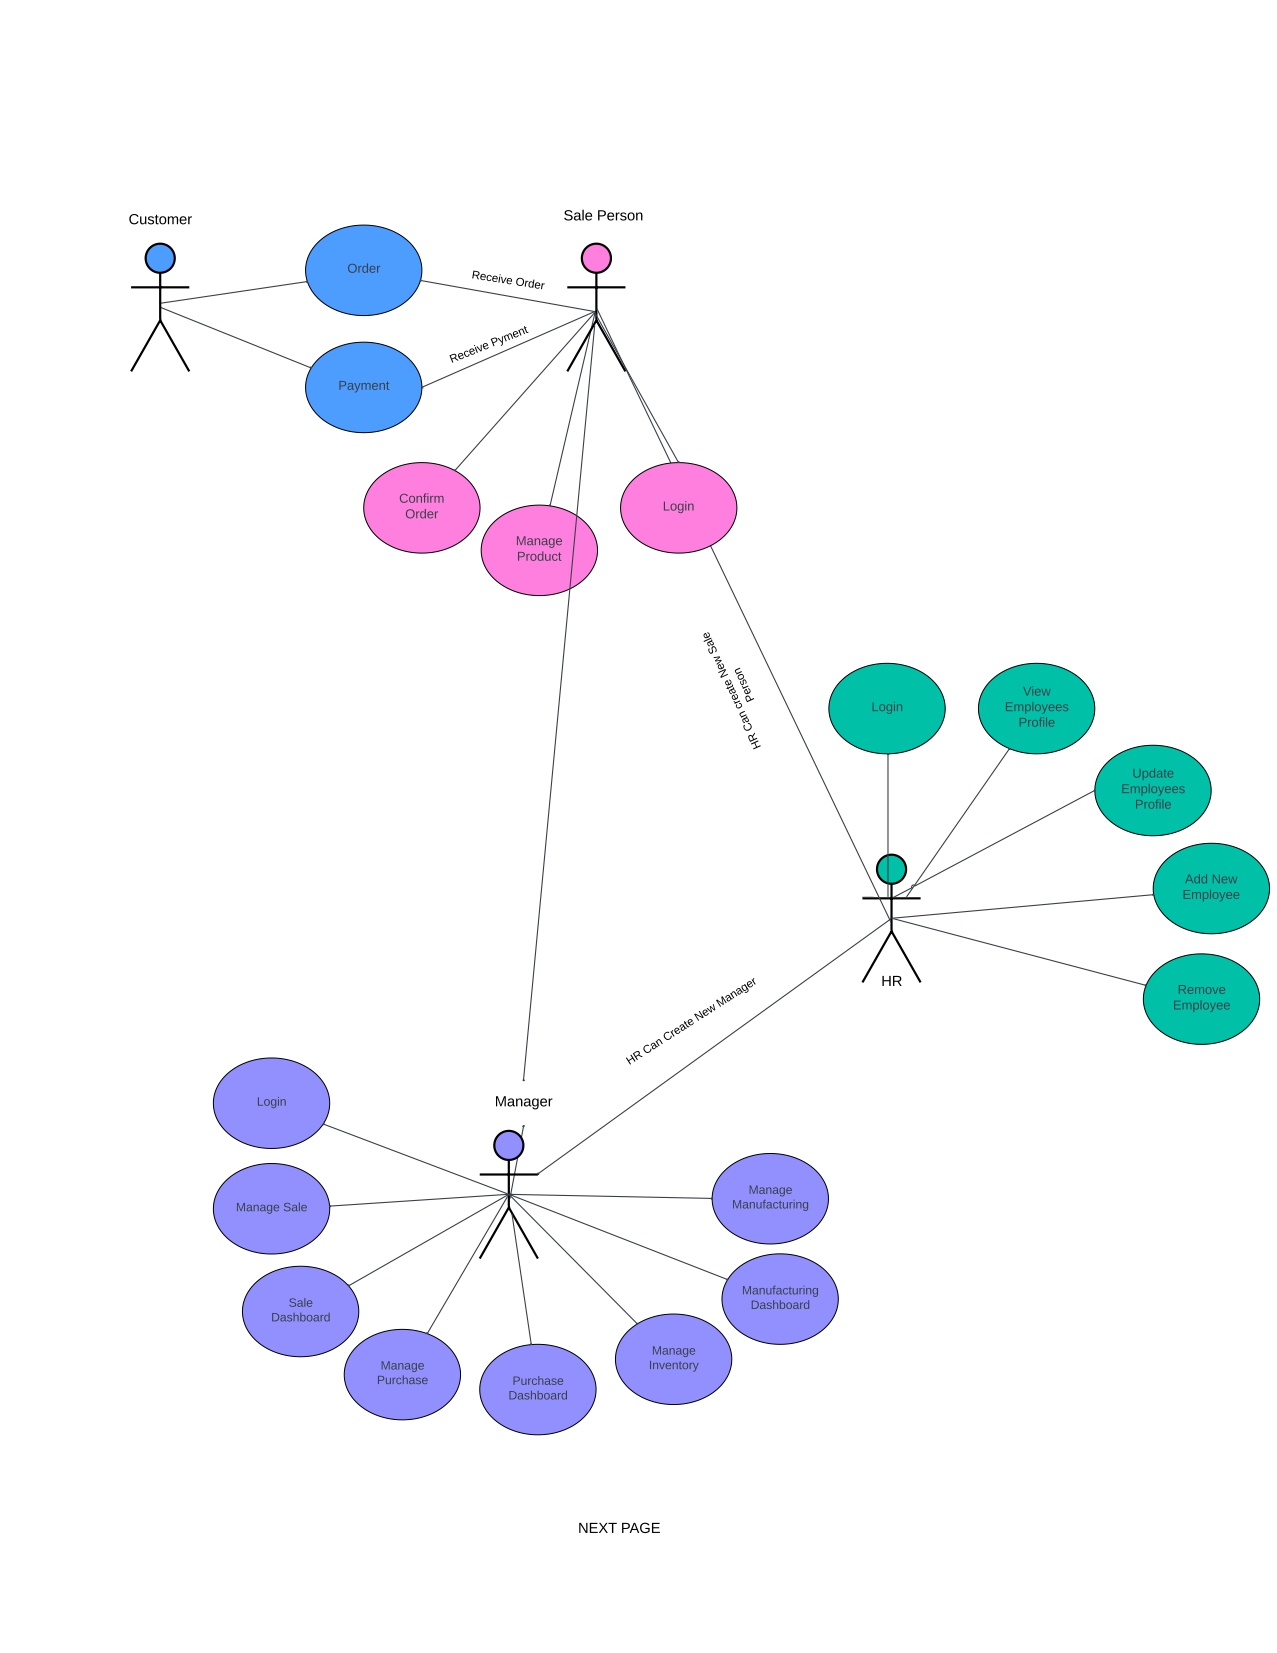 Customer
Sale Person
Order
Receive Order
Receive Pyment
Payment
Confirm
Order
Manage
Product
Login
HR Can create New Sale
Person
Login
View
Employees
Profile
Update
Employees
Profile
Add New
Employee
HR
Remove
Employee
HR Can Create New Manager
Login
Manager
Manage Sale
Manage
Manufacturing
Sale
Dashboard
Manufacturing
Dashboard
Manage
Purchase
Purchase
Dashboard
Manage
Inventory
NEXT PAGE